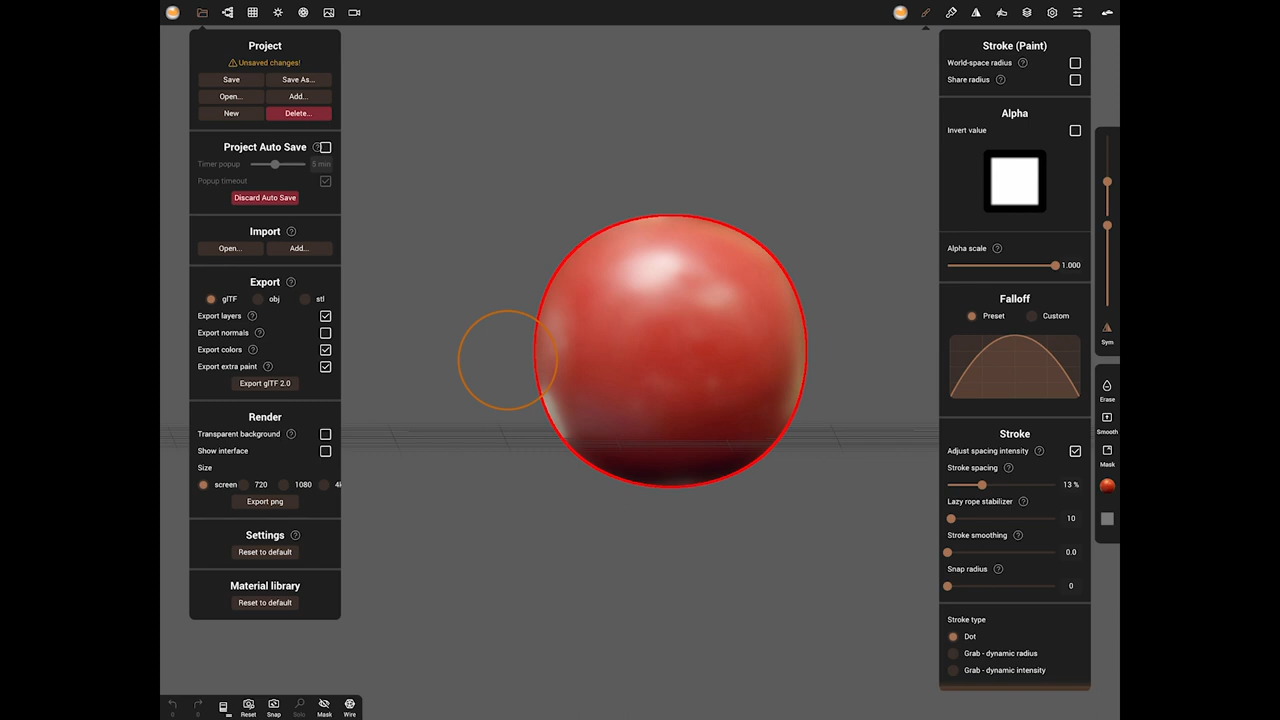 Project
Unsaved changes!
Save Save As...
Open... Add...
New Delete...
Project Auto Save ?
Timer popup 5 min
Popup timeout
Discard Auto Save
Import ?
Open... Add...
Export ?
glTF obj stl
Export layers ?
Export normals ?
Export colors ?
Export extra paint ?
Export glTF 2.0
Render
Transparent background ?
Show interface
Size
screen 720 1080 4k
Export png
Settings ?
Reset to default
Material library
Reset to default
0 0 Reset Snap Solo Mask Wire
Stroke (Paint)
World-space radius ?
Share radius ?
Alpha
Invert value
Alpha scale ?
1.000
Falloff
Preset Custom
Stroke
Adjust spacing intensity ?
Stroke spacing ?
13 %
Lazy rope stabilizer ?
10
Stroke smoothing ?
0.0
Snap radius ?
0
Stroke type
Dot
Grab - dynamic radius
Grab - dynamic intensity
Sym
Erase
Smooth
Mask